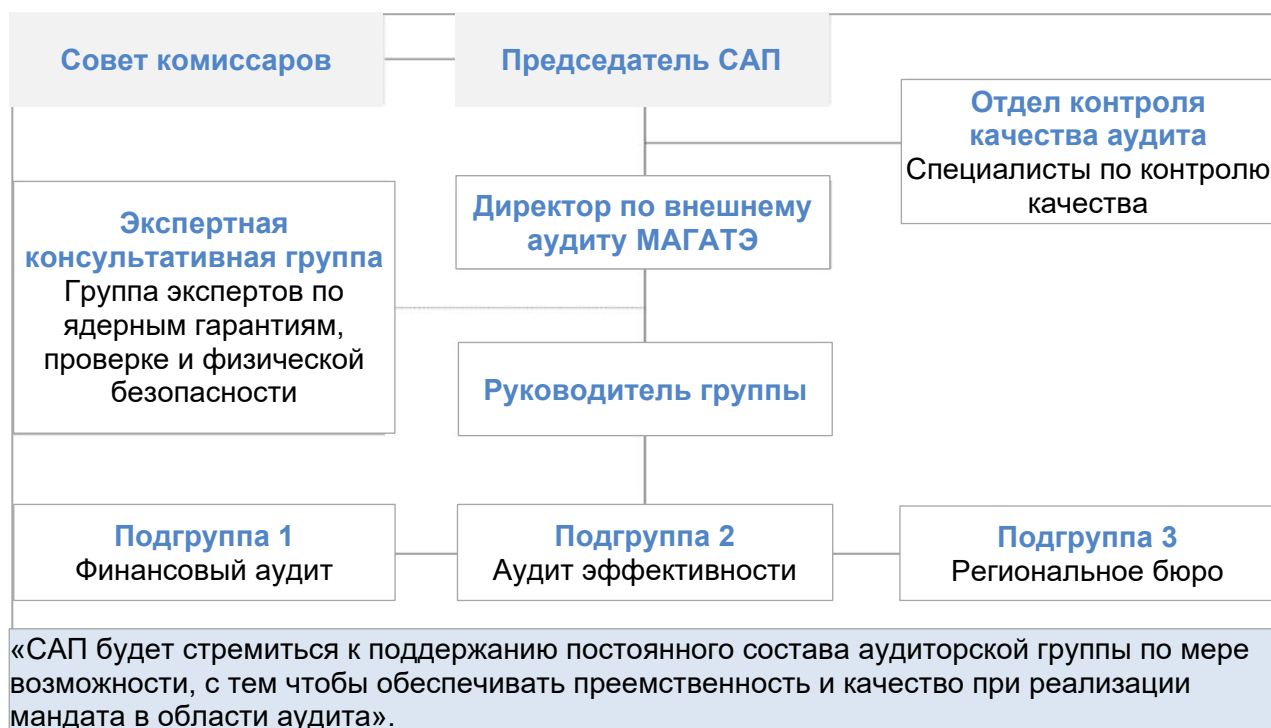 Совет комиссаров
Председатель САП
Отдел контроля
качества аудита
Специалисты по контролю
качества
Экспертная
консультативная группа
Группа экспертов по
ядерным гарантиям,
проверке и физической
безопасности
Директор по внешнему
аудиту МАГАТЭ
Руководитель группы
Подгруппа 1
Финансовый аудит
Подгруппа 2
Аудит эффективности
Подгруппа 3
Региональное бюро
«САП будет стремиться к поддержанию постоянного состава аудиторской группы по мере
возможности, с тем чтобы обеспечивать преемственность и качество при реализации
мандата в области аудита».